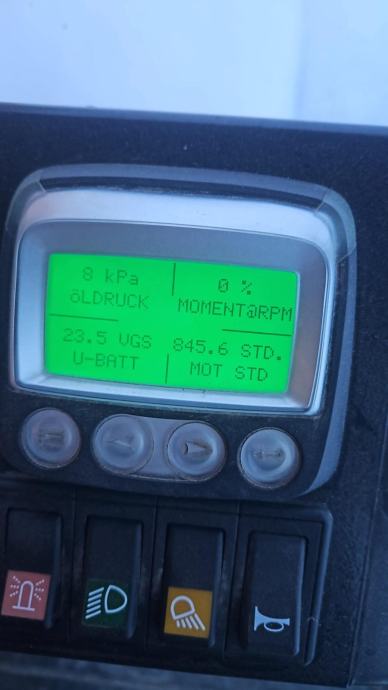 8 kPa
öLDRUCK
0 %
MOMENT@RPM
23.5 VGS
U-BATT
845.6 STD.
MOT STD